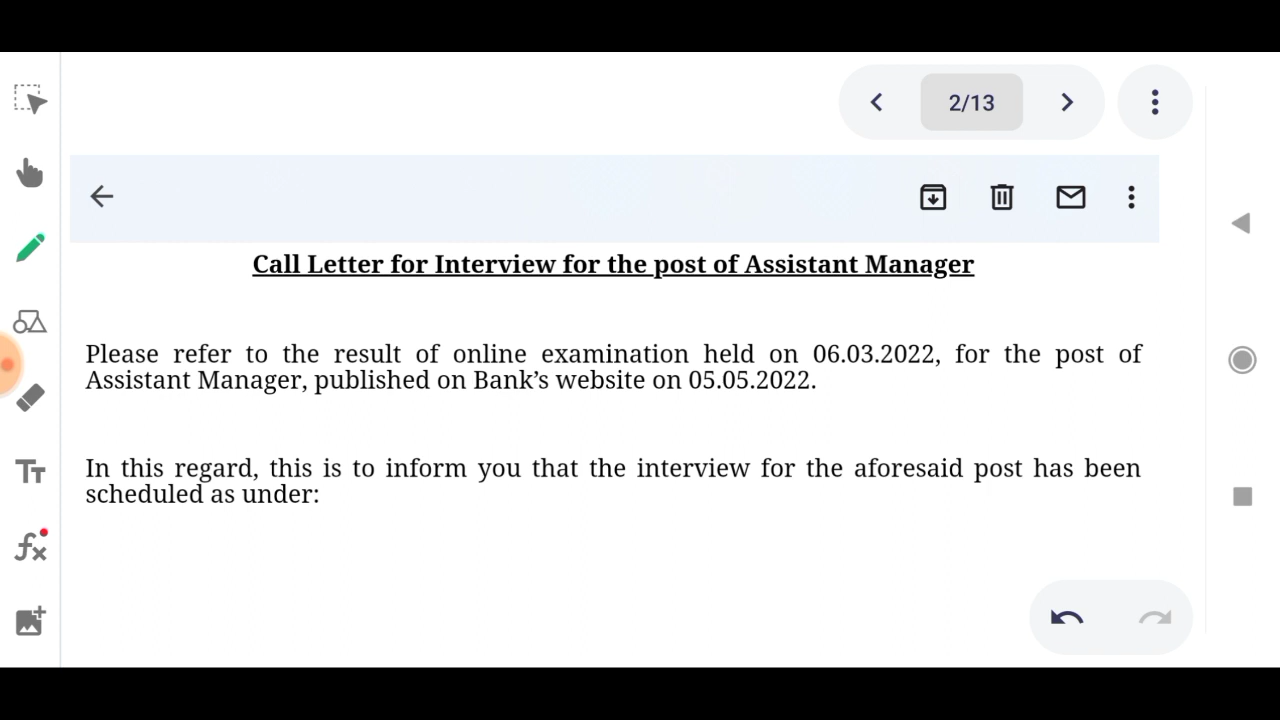 2/13
Call Letter for Interview for the post of Assistant Manager
Please refer to the result of online examination held on 06.03.2022, for the post of
Assistant Manager, published on Bank’s website on 05.05.2022.
In this regard, this is to inform you that the interview for the aforesaid post has been
scheduled as under:
TT
fx